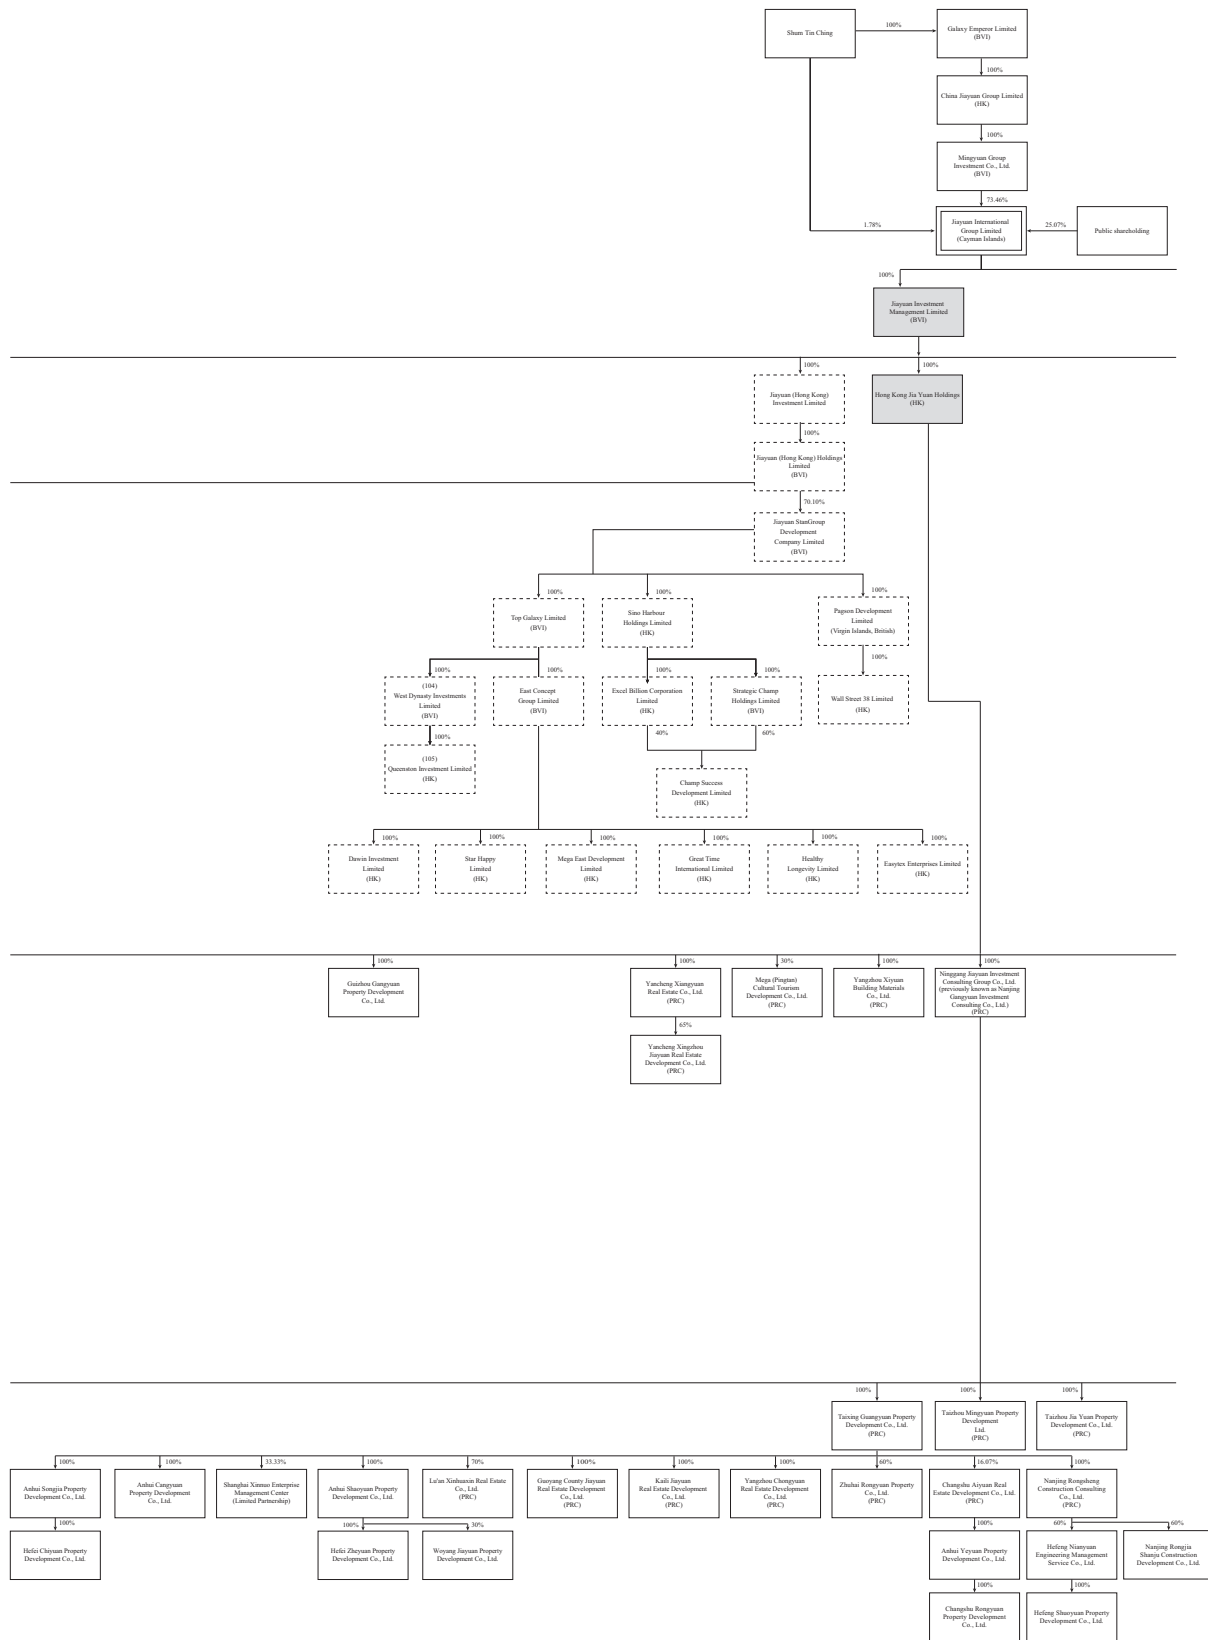 Shum Tin Ching
100%
Galaxy Emperor Limited
(BVI)
100%
China Jiayuan Group Limited
(HK)
100%
Mingyuan Group
Investment Co., Ltd.
(BVI)
73.46%
1.78%
Jiayuan International
Group Limited
(Cayman Islands)
25.07%
Public shareholding
100%
Jiayuan Investment
Management Limited
(BVI)
100%
Jiayuan (Hong Kong)
Investment Limited
100%
Hong Kong Jia Yuan Holdings
(HK)
100%
Jiayuan (Hong Kong) Holdings
Limited
(BVI)
70.10%
Jiayuan StanGroup
Development
Company Limited
(BVI)
100%
Top Galaxy Limited
(BVI)
100%
Sino Harbour
Holdings Limited
(HK)
100%
Pagson Development
Limited
(Virgin Islands, British)
100%
(104)
West Dynasty Investments
Limited
(BVI)
100%
East Concept
Group Limited
(BVI)
100%
Excel Billion Corporation
Limited
(HK)
100%
Strategic Champ
Holdings Limited
(BVI)
100%
Wall Street 38 Limited
(HK)
100%
(105)
Queenston Investment Limited
(HK)
40%
60%
Champ Success
Development Limited
(HK)
100%
Dawin Investment
Limited
(HK)
100%
Star Happy
Limited
(HK)
100%
Mega East Development
Limited
(HK)
100%
Great Time
International Limited
(HK)
100%
Healthy
Longevity Limited
(HK)
100%
Easytex Enterprises Limited
(HK)
100%
Guizhou Gangyuan
Property Development
Co., Ltd.
100%
Yancheng Xiangyuan
Real Estate Co., Ltd.
(PRC)
30%
Mega (Pingtan)
Cultural Tourism
Development Co., Ltd.
(PRC)
100%
Yangzhou Xiyuan
Building Materials
Co., Ltd.
(PRC)
100%
Ninggang Jiayuan Investment
Consulting Group Co., Ltd.
(previously known as Nanjing
Gangyuan Investment
Consulting Co., Ltd.)
(PRC)
65%
Yancheng Xingzhou
Jiayuan Real Estate
Development Co., Ltd.
(PRC)
100%
Taixing Guangyuan Property
Development Co., Ltd.
(PRC)
100%
Taizhou Mingyuan Property
Development
Ltd.
(PRC)
100%
Taizhou Jia Yuan Property
Development Co., Ltd.
(PRC)
100%
Anhui Songjia Property
Development Co., Ltd.
100%
Anhui Cangyuan
Property Development
Co., Ltd.
33.33%
Shanghai Xinnuo Enterprise
Management Center
(Limited Partnership)
100%
Anhui Shaoyuan Property
Development Co., Ltd.
70%
Lu'an Xinhuaxin Real Estate
Co., Ltd.
(PRC)
100%
Guoyang County Jiayuan
Real Estate Development
Co., Ltd.
(PRC)
100%
Kaili Jiayuan
Real Estate Development
Co., Ltd.
(PRC)
100%
Yangzhou Chongyuan
Real Estate Development
Co., Ltd.
(PRC)
60%
Zhuhai Rongyuan Property
Co., Ltd.
(PRC)
16.07%
Changshu Aiyuan Real
Estate Development Co., Ltd.
(PRC)
100%
Nanjing Rongsheng
Construction Consulting
Co., Ltd.
(PRC)
100%
Hefei Chiyuan Property
Development Co., Ltd.
100%
Hefei Zheyuan Property
Development Co., Ltd.
30%
Woyang Jiayuan Property
Development Co., Ltd.
100%
Anhui Yeyuan Property
Development Co., Ltd.
60%
Hefeng Nianyuan
Engineering Management
Service Co., Ltd.
60%
Nanjing Rongjia
Shanju Construction
Development Co., Ltd.
100%
Changshu Rongyuan
Property Development
Co., Ltd.
100%
Hefeng Shuoyuan Property
Development Co., Ltd.